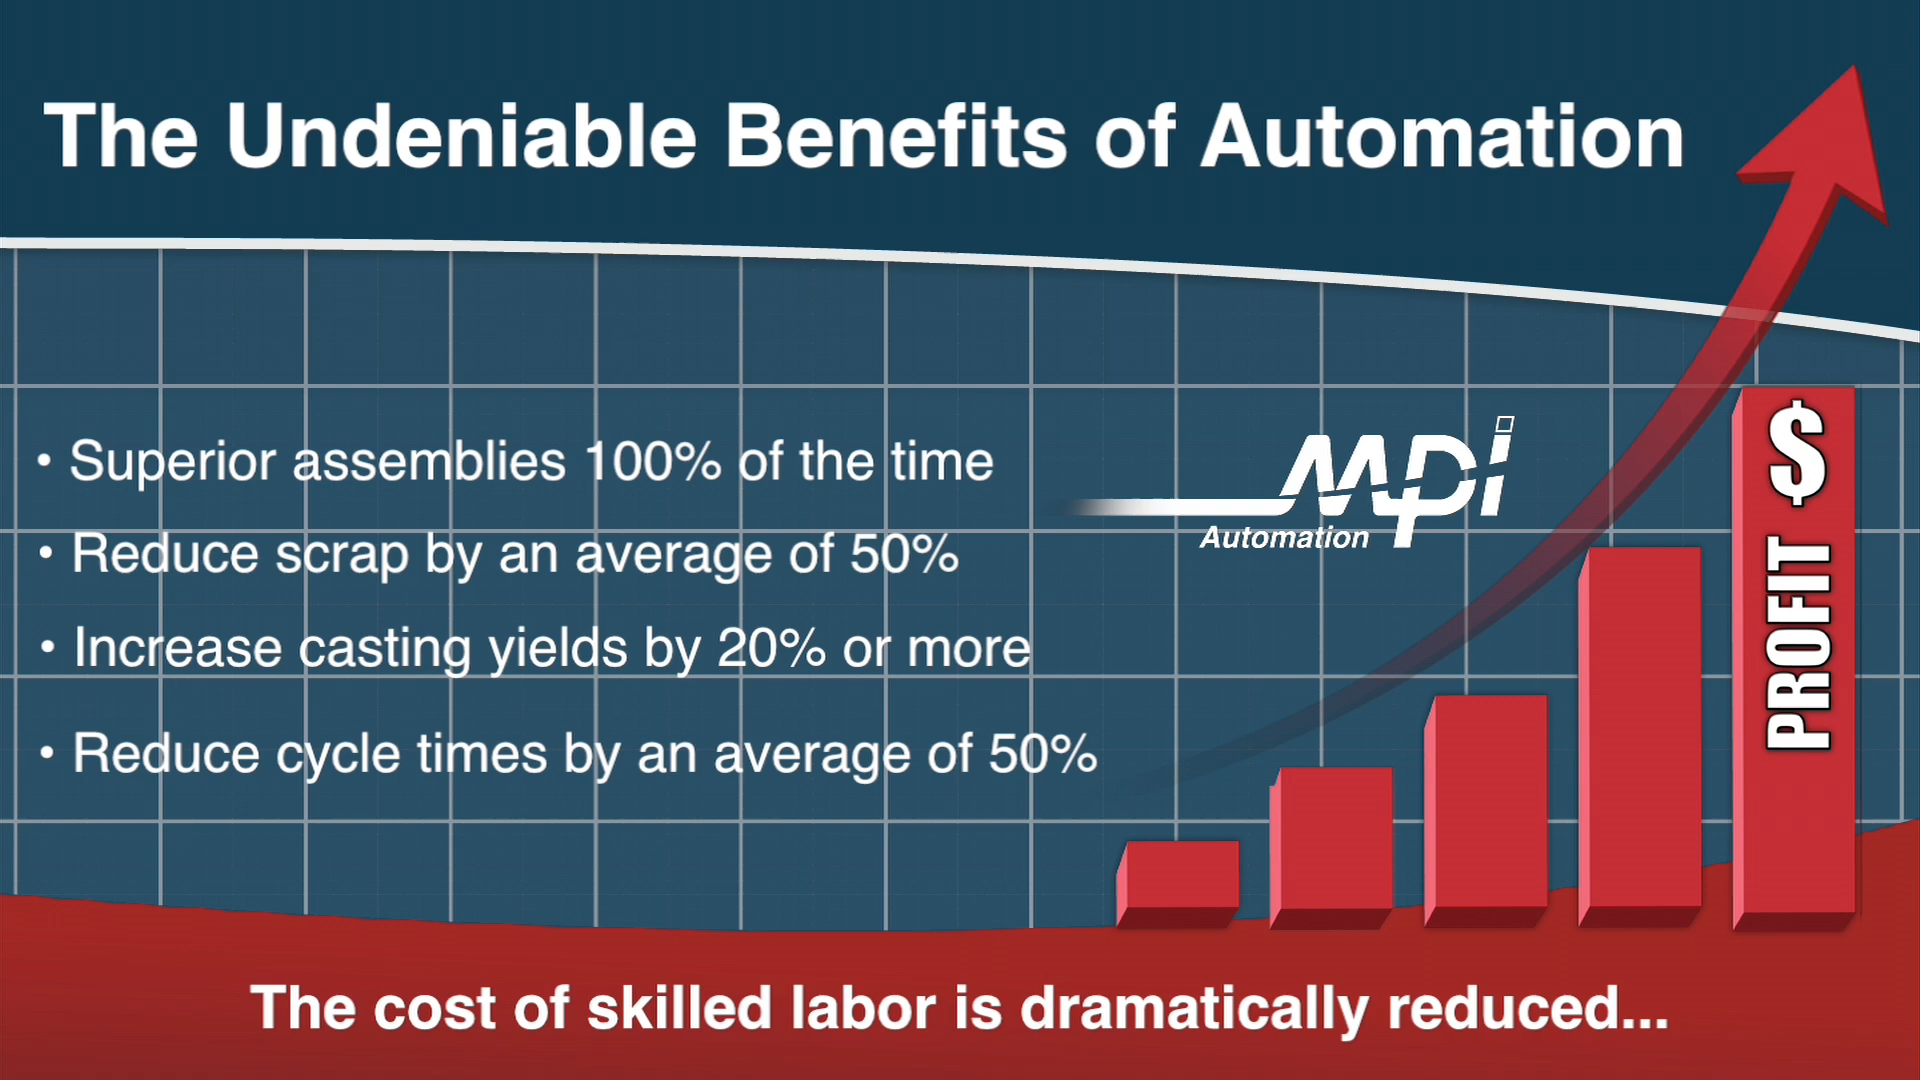 The Undeniable Benefits of Automation
• Superior assemblies 100% of the time
• Reduce scrap by an average of 50%
• Increase casting yields by 20% or more
• Reduce cycle times by an average of 50%
mpi
Automation
PROFIT $
The cost of skilled labor is dramatically reduced...